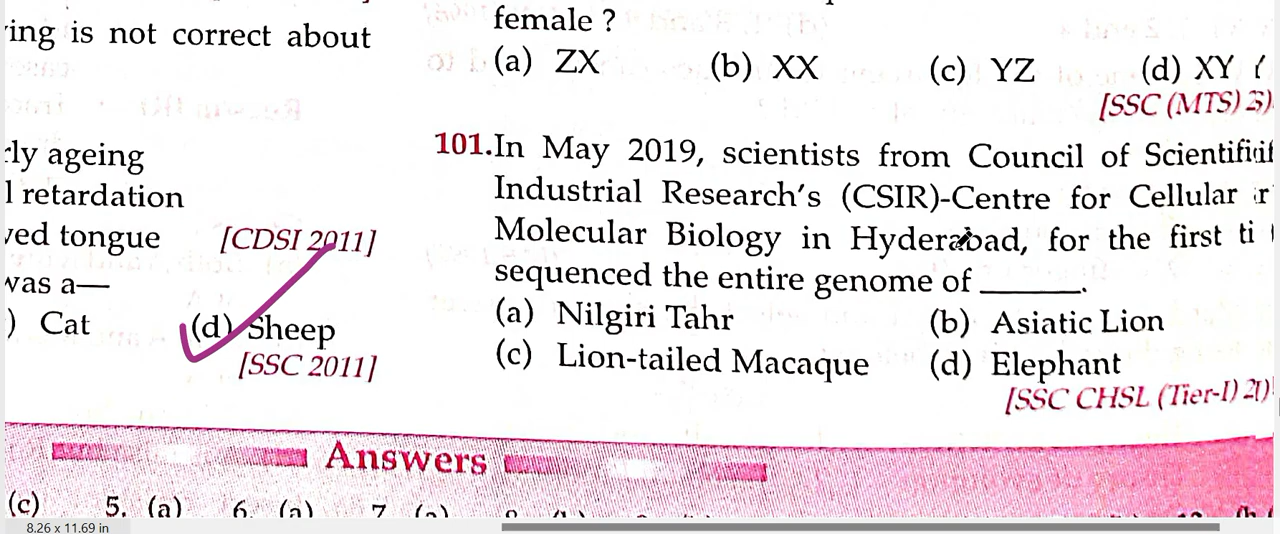 ing is not correct about
ly ageing
l retardation
ved tongue [CDSI 2011]
was a—
) Cat (d) Sheep
[SSC 2011]
female ?
(a) ZX (b) XX (c) YZ (d) XY
[SSC (MTS)
101. In May 2019, scientists from Council of
Industrial Research's (CSIR)-Centre for Cellular
Molecular Biology in Hyderabad, for the first
sequenced the entire genome of ______.
(a) Nilgiri Tahr (b) Asiatic Lion
(c) Lion-tailed Macaque (d) Elephant
[SSC CHSL (Tier-I)
Answers
(c) 5. (a) 6. (a) 7
8.26 x 11.69 in